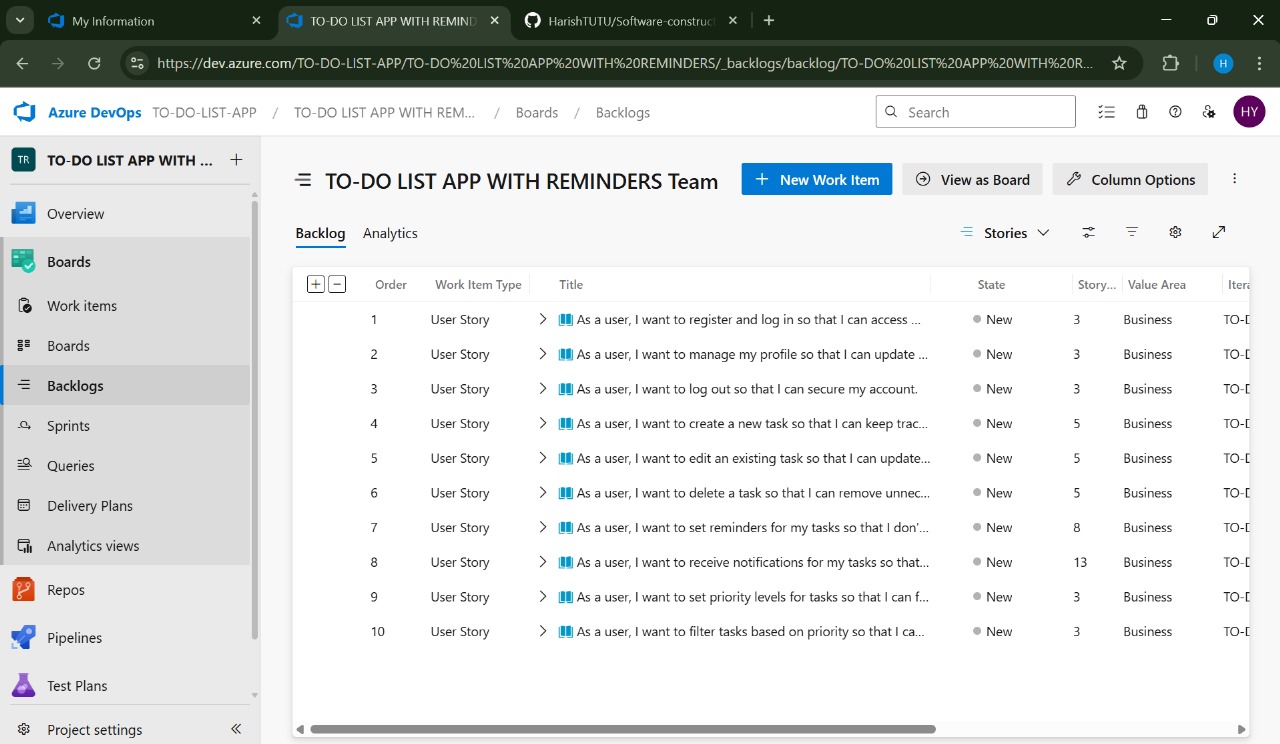 My Information
TO-DO LIST APP WITH REMIND
HarishTUTU/Software-construct
https://dev.azure.com/TO-DO-LIST-APP/TO-DO%20LIST%20APP%20WITH%20REMINDERS/_backlogs/backlog/TO-DO%20LIST%20APP%20WITH%20R...
H
Azure DevOps TO-DO-LIST-APP / TO-DO LIST APP WITH REM... / Boards / Backlogs
Search
HY
TR TO-DO LIST APP WITH ...
Overview
Boards
Work items
Boards
Backlogs
Sprints
Queries
Delivery Plans
Analytics views
Repos
Pipelines
Test Plans
Project settings
TO-DO LIST APP WITH REMINDERS Team
New Work Item
View as Board
Column Options
Backlog Analytics
Stories
Order Work Item Type Title State Story... Value Area Itera
1 User Story As a user, I want to register and log in so that I can access ... New 3 Business TO-D
2 User Story As a user, I want to manage my profile so that I can update ... New 3 Business TO-D
3 User Story As a user, I want to log out so that I can secure my account. New 3 Business TO-D
4 User Story As a user, I want to create a new task so that I can keep trac... New 5 Business TO-D
5 User Story As a user, I want to edit an existing task so that I can update... New 5 Business TO-D
6 User Story As a user, I want to delete a task so that I can remove unnec... New 5 Business TO-D
7 User Story As a user, I want to set reminders for my tasks so that I don'... New 8 Business TO-D
8 User Story As a user, I want to receive notifications for my tasks so that... New 13 Business TO-D
9 User Story As a user, I want to set priority levels for tasks so that I can f... New 3 Business TO-D
10 User Story As a user, I want to filter tasks based on priority so that I ca... New 3 Business TO-D